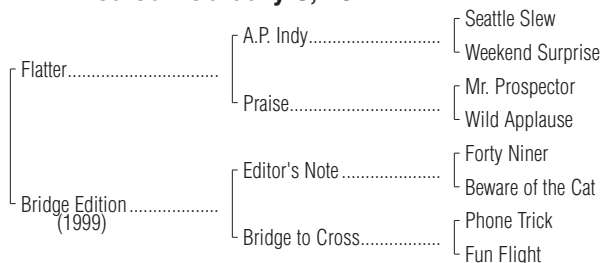 Seattle Slew
A.P. Indy
Weekend Surprise
Flatter
Mr. Prospector
Praise
Wild Applause
Forty Niner
Editor's Note
Beware of the Cat
Bridge Edition
(1999)
Phone Trick
Bridge to Cross
Fun Flight